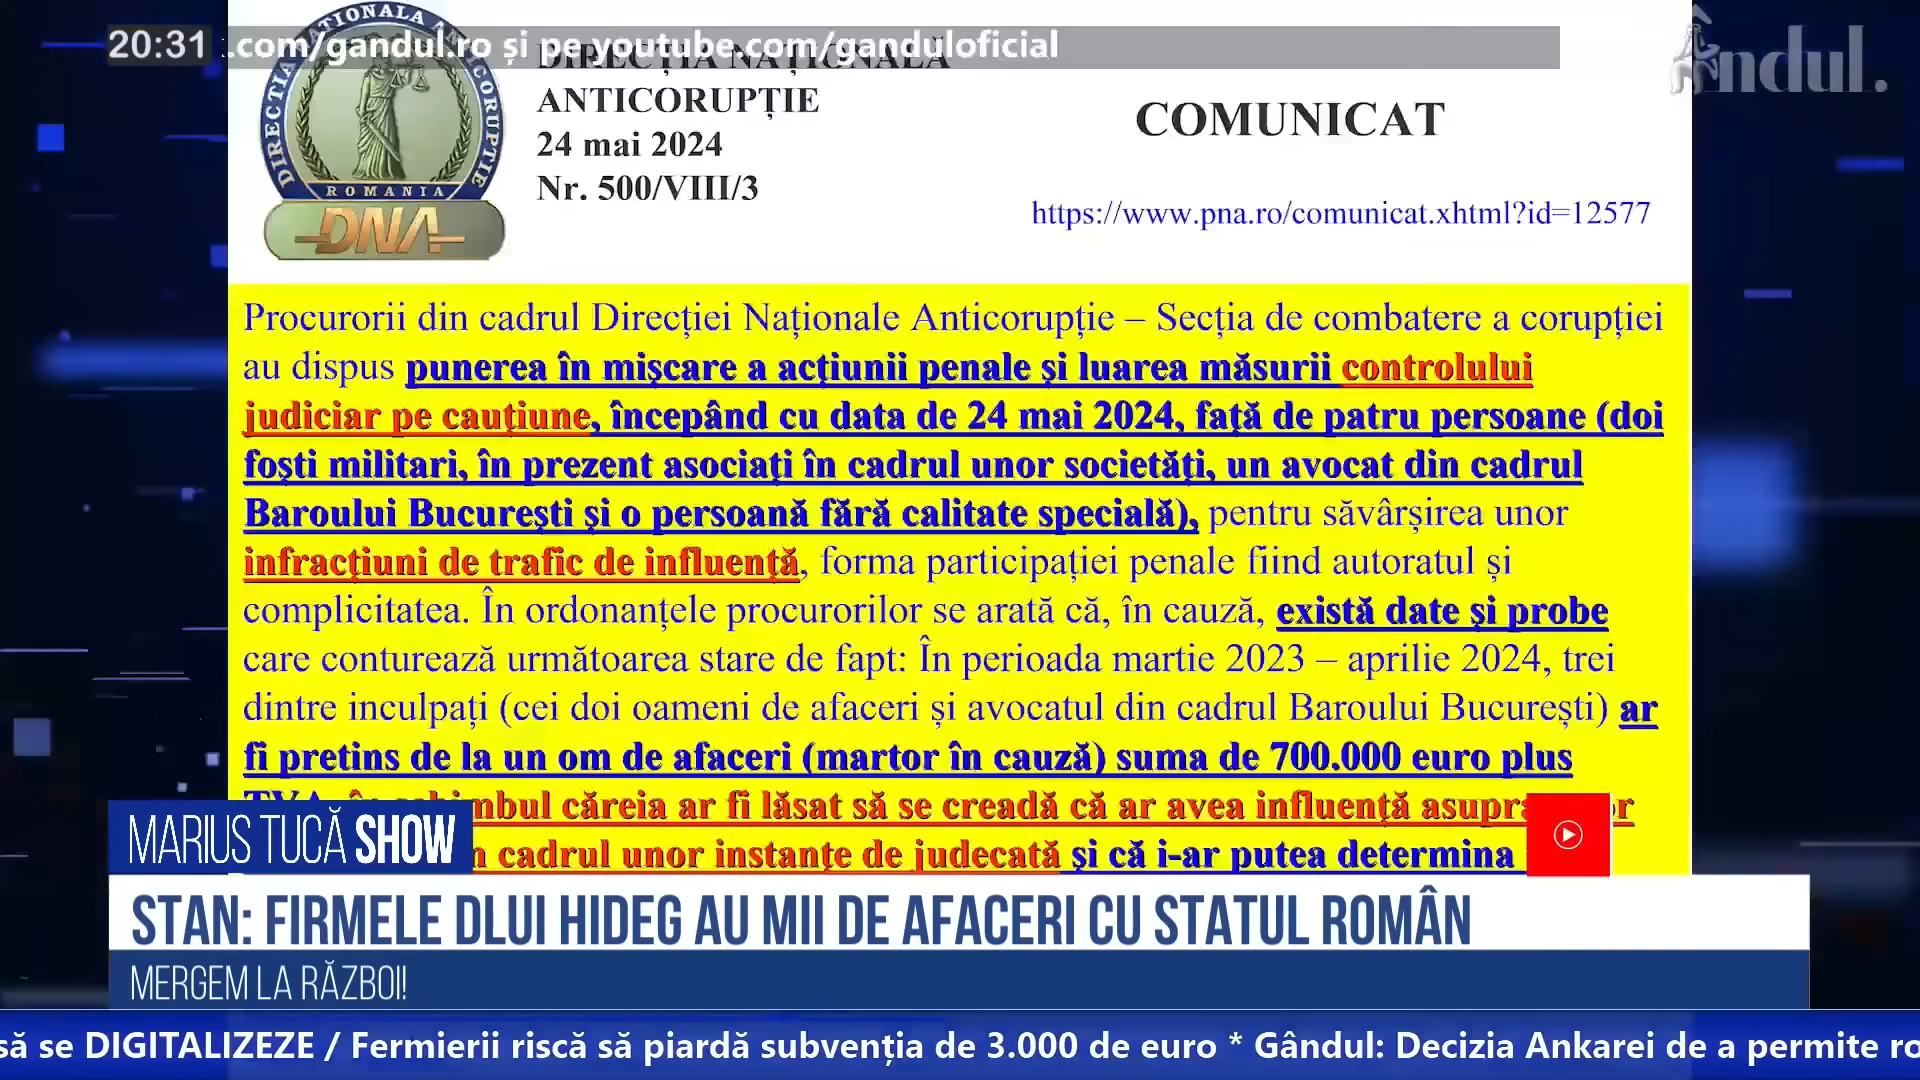 20:31 .com/gandul.ro și pe youtube.com/ganduloficial
ândul.
DIRECȚIA NAȚIONALĂ ANTICORUPȚIE
ROMANIA
DNA
DIRECȚIA NAȚIONALĂ
ANTICORUPȚIE
24 mai 2024
Nr. 500/VIII/3
COMUNICAT
https://www.pna.ro/comunicat.xhtml?id=12577
Procurorii din cadrul Direcției Naționale Anticorupție – Secția de combatere a corupției
au dispus punerea în mișcare a acțiunii penale și luarea măsurii controlului
judiciar pe cauțiune, începând cu data de 24 mai 2024, față de patru persoane (doi
foști militari, în prezent asociați în cadrul unor societăți, un avocat din cadrul
Baroului București și o persoană fără calitate specială), pentru săvârșirea unor
infracțiuni de trafic de influență, forma participației penale fiind autoratul și
complicitatea. În ordonanțele procurorilor se arată că, în cauză, există date și probe
care conturează următoarea stare de fapt: În perioada martie 2023 – aprilie 2024, trei
dintre inculpați (cei doi oameni de afaceri și avocatul din cadrul Baroului București) ar
fi pretins de la un om de afaceri (martor în cauză) suma de 700.000 euro plus
căreia ar fi lăsat să se creadă că ar avea influență
cadrul unor instanțe de judecată și că i-ar putea determina
MARIUS TUCĂ SHOW
STAN: FIRMELE DLUI HIDEG AU MII DE AFACERI CU STATUL ROMÂN
MERGEM LA RĂZBOI!
să se DIGITALIZEZE / Fermierii riscă să piardă subvenția de 3.000 de euro * Gândul: Decizia Ankarei de a permite ro